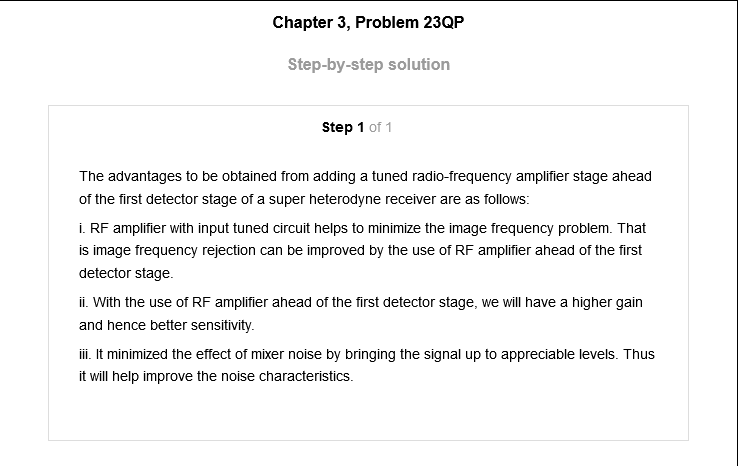 Chapter 3, Problem 23QP
Step-by-step solution
Step 1 of 1
The advantages to be obtained from adding a tuned radio-frequency amplifier stage ahead
of the first detector stage of a super heterodyne receiver are as follows:
i. RF amplifier with input tuned circuit helps to minimize the image frequency problem. That
is image frequency rejection can be improved by the use of RF amplifier ahead of the first
detector stage.
ii. With the use of RF amplifier ahead of the first detector stage, we will have a higher gain
and hence better sensitivity.
iii. It minimized the effect of mixer noise by bringing the signal up to appreciable levels. Thus
it will help improve the noise characteristics.